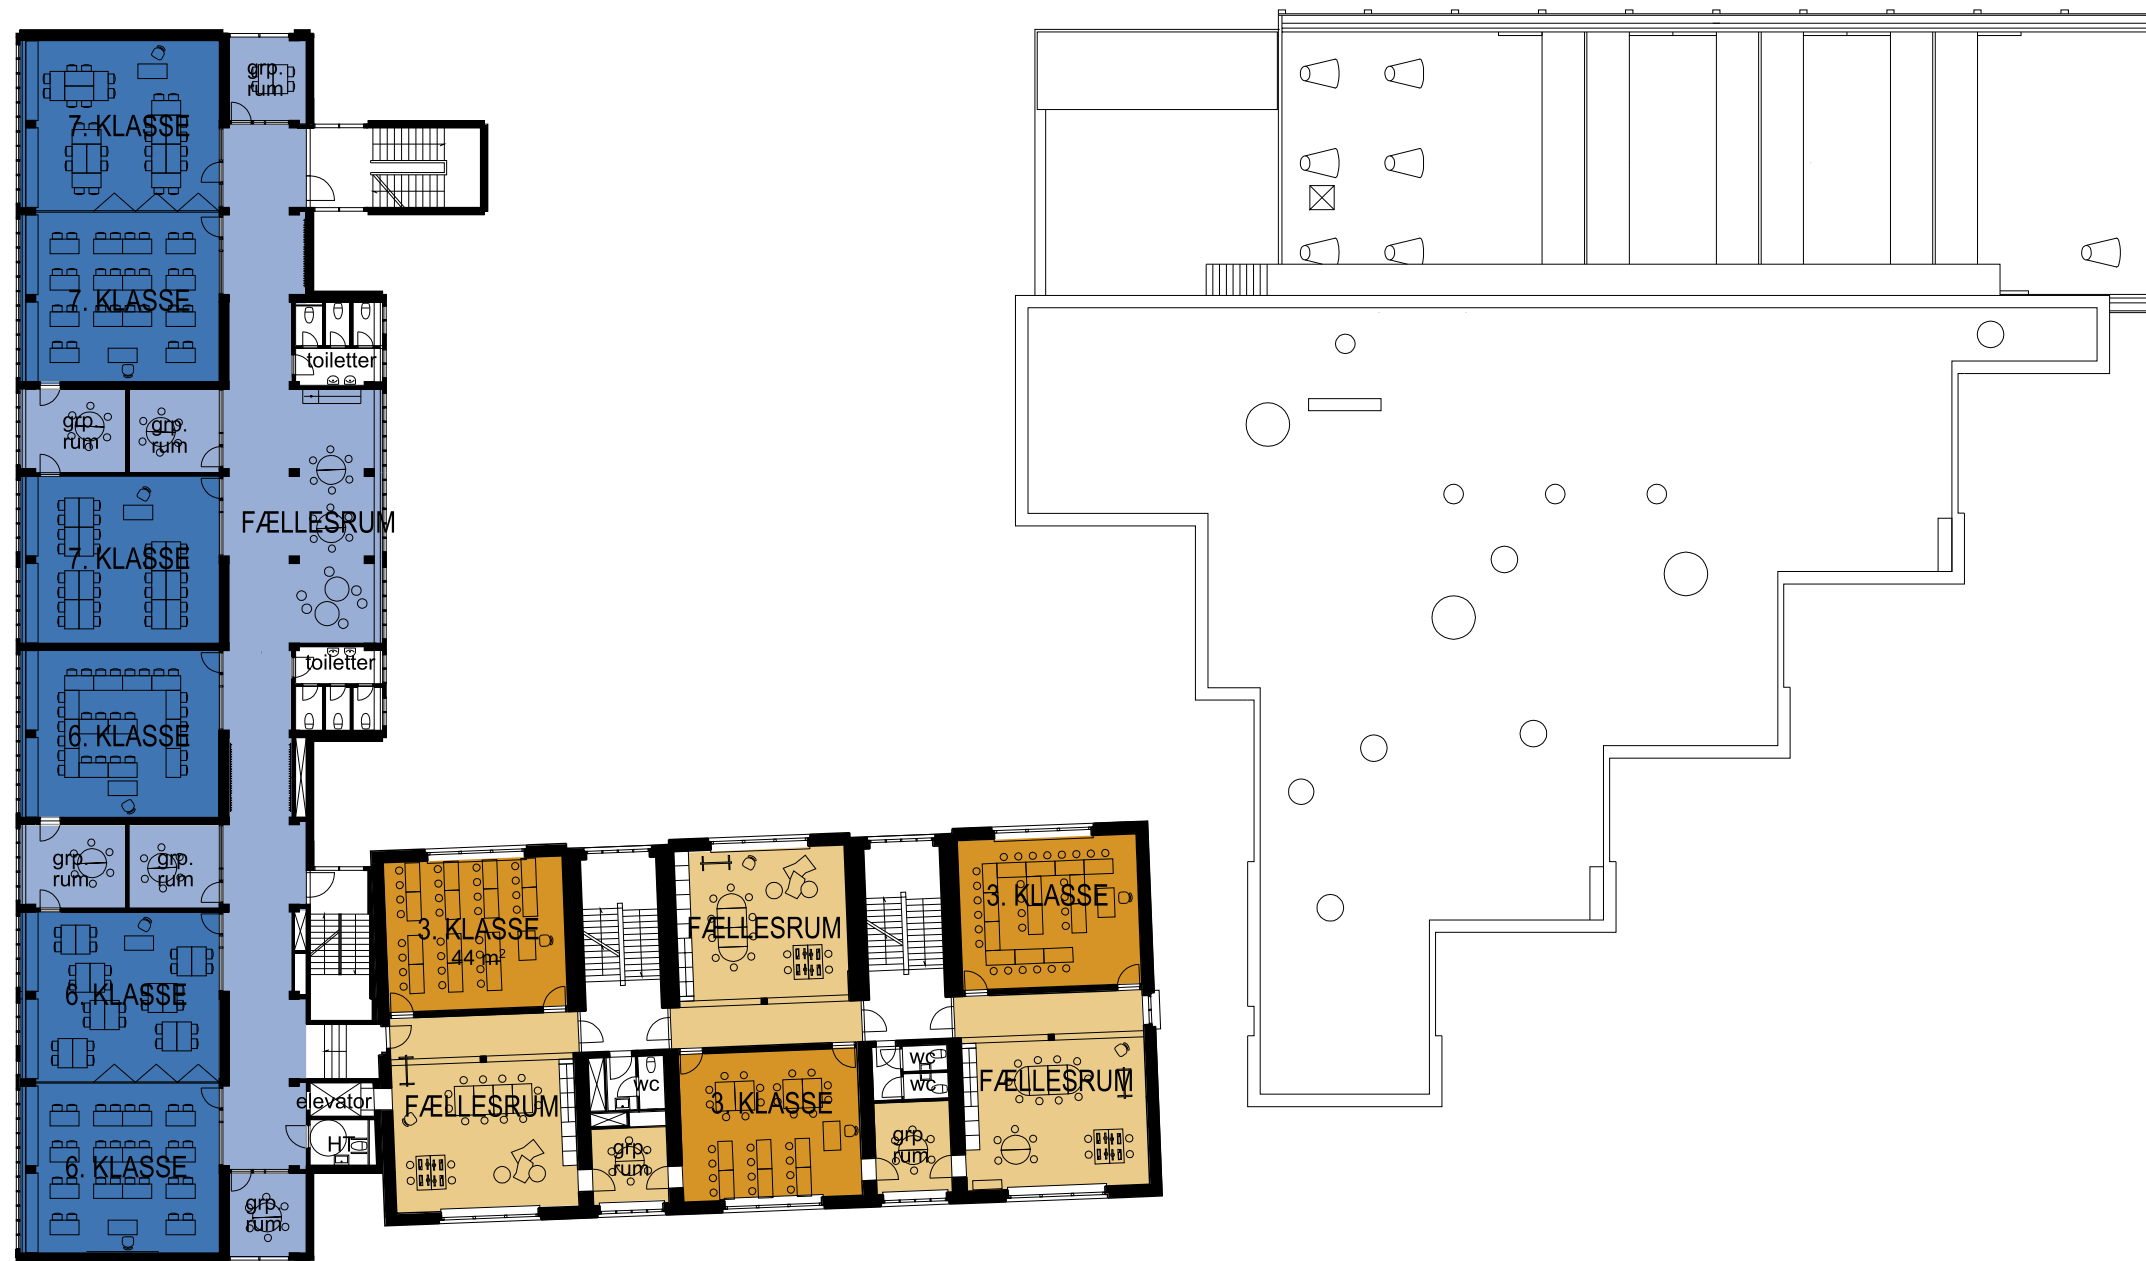 grp.
rum
7. KLASSE
7. KLASSE
toiletter
grp.
rum
grp.
rum
FÆLLESRUM
7. KLASSE
toiletter
6. KLASSE
grp.
rum
grp.
rum
3. KLASSE
44 m²
FÆLLESRUM
3. KLASSE
6. KLASSE
elevator
FÆLLESRUM
wc
3. KLASSE
wc
H
wc
FÆLLESRUM
HT
grp.
rum
grp.
rum
6. KLASSE
grp.
rum